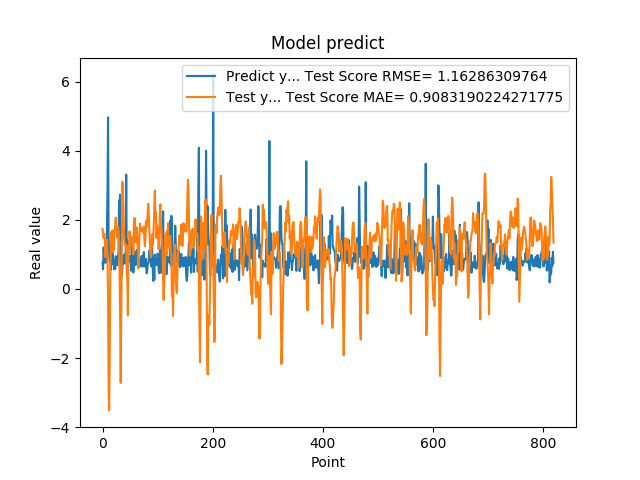 Model predict
Predict y... Test Score RMSE= 1.16286309764
Test y... Test Score MAE= 0.9083190224271775
6
4
2
0
−2
−4
Real value
0 200 400 600 800
Point